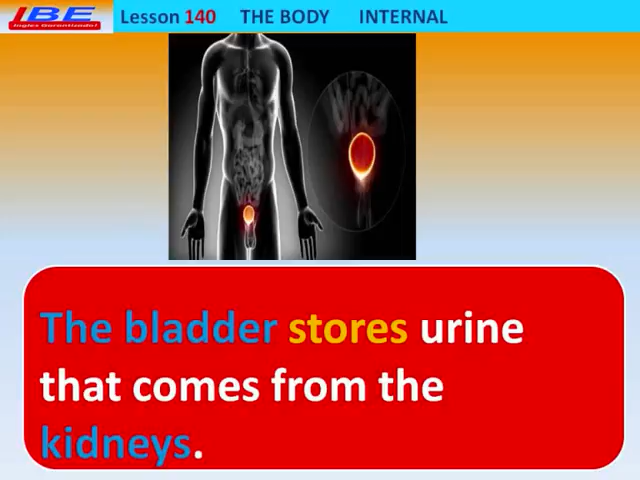 IBE Lesson 140 THE BODY INTERNAL
Ingles Garantizado!
The bladder stores urine
that comes from the
kidneys.